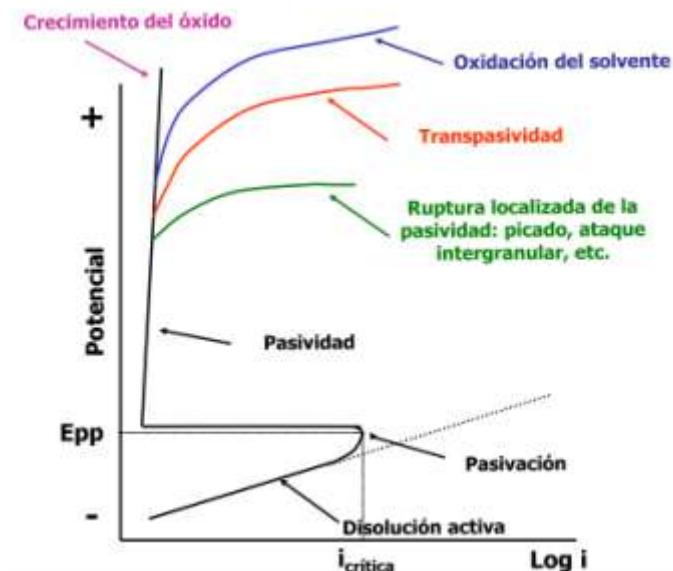 Crecimiento del óxido
Oxidación del solvente
+
Transpasividad
Ruptura localizada de la
pasividad: picado, ataque
intergranular, etc.
Potencial
Pasividad
Epp
Pasivación
-
Disolución activa
i crítica
Log i